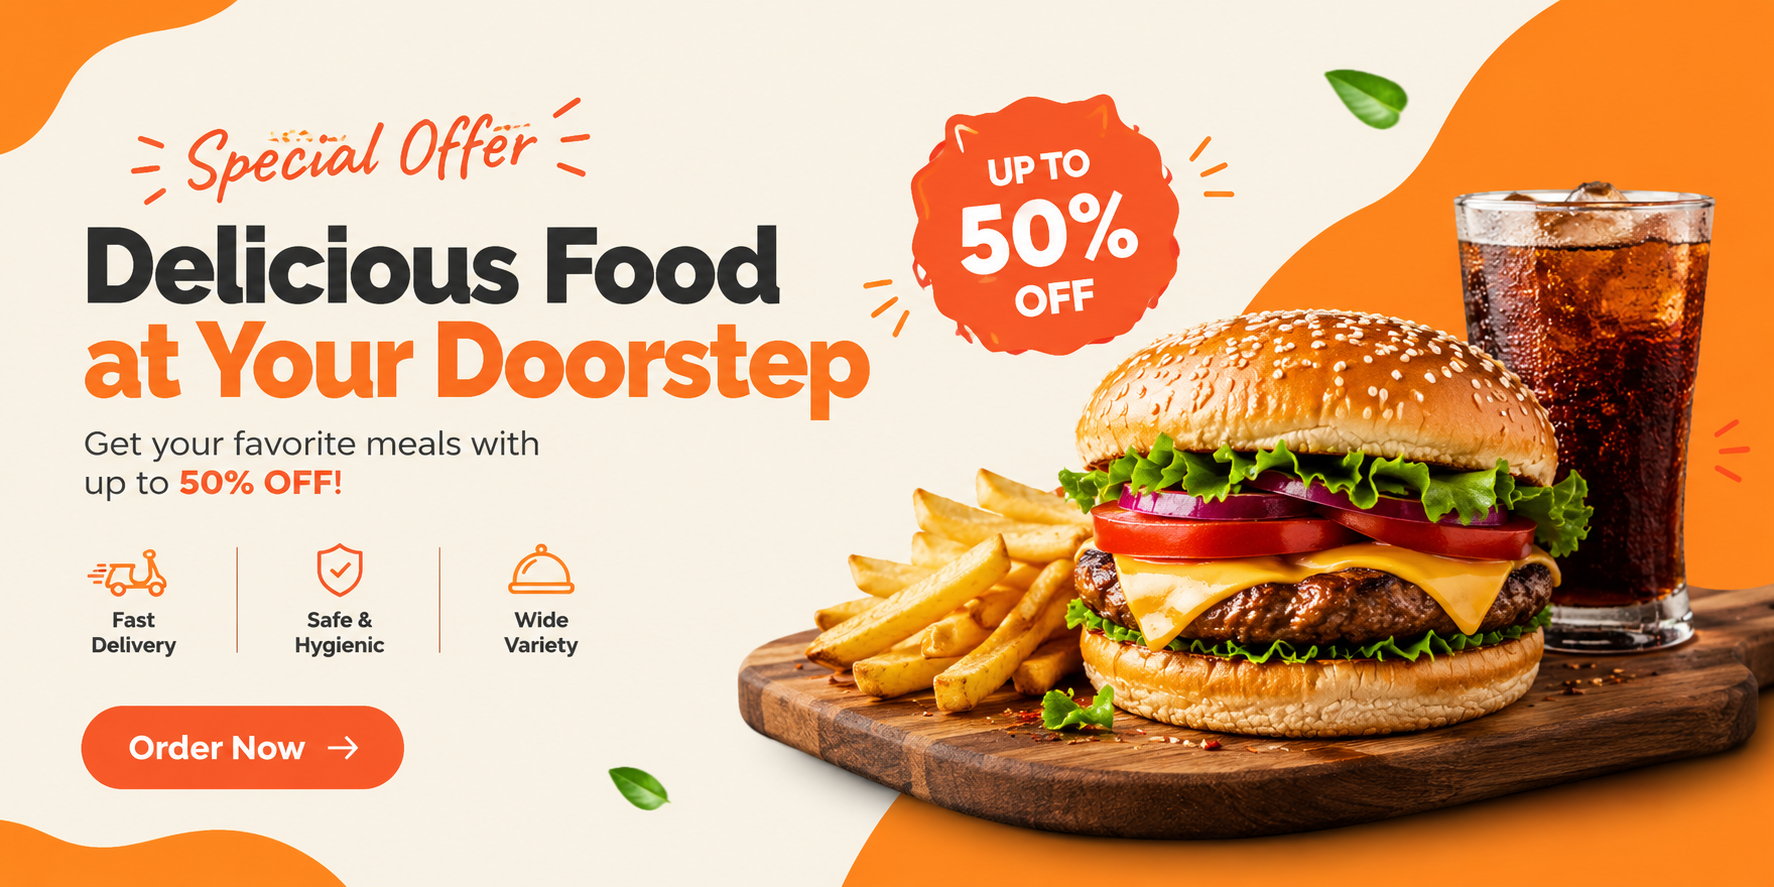 Special Offer
Delicious Food
at Your Doorstep
Get your favorite meals with
up to 50% OFF!
Fast
Delivery
Safe &
Hygienic
Wide
Variety
Order Now
UP TO
50%
OFF